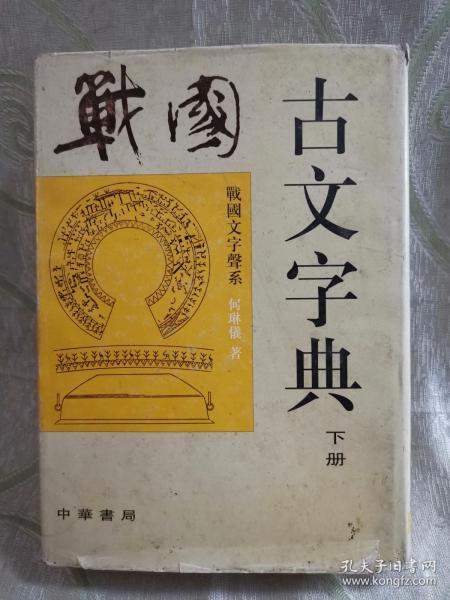 戰國
古文字典
下册
戰國文字聲系
何琳儀 著
中華書局
孔夫子旧书网
www.kongfz.com